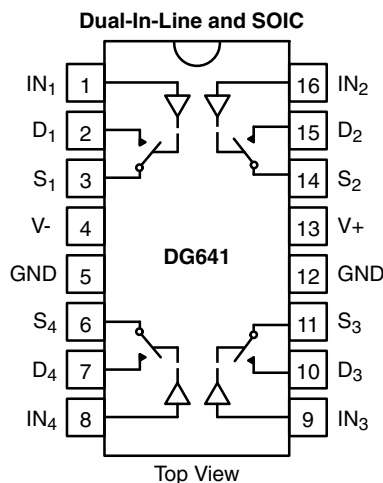 Dual-In-Line and SOIC
IN1 1 16 IN2
D1 2 15 D2
S1 3 14 S2
V- 4 13 V+
DG641
GND 5 12 GND
S4 6 11 S3
D4 7 10 D3
IN4 8 9 IN3
Top View